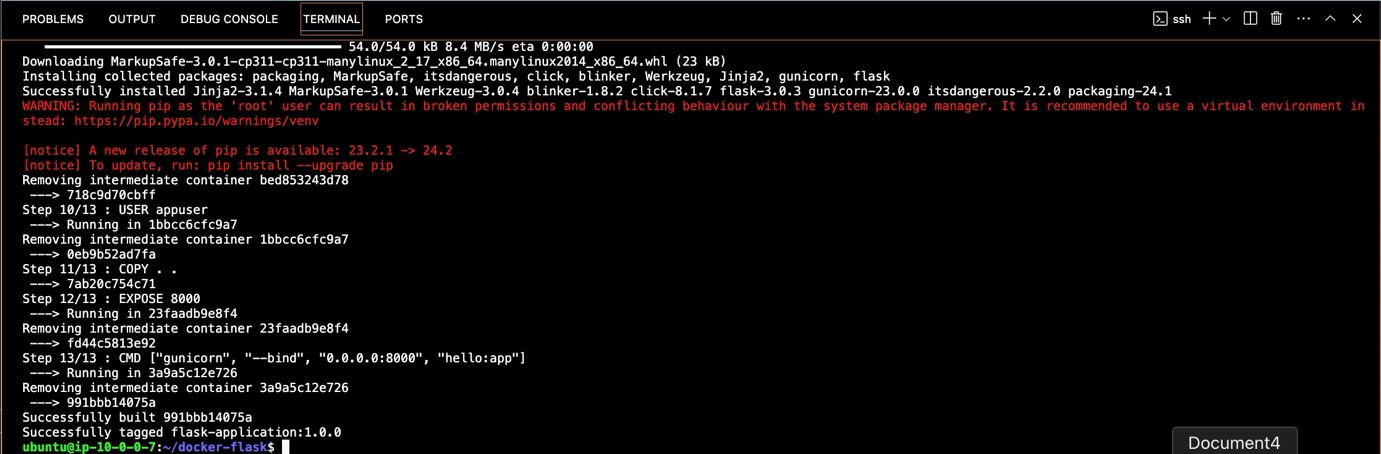 PROBLEMS OUTPUT DEBUG CONSOLE TERMINAL PORTS ssh
54.0/54.0 kB 8.4 MB/s eta 0:00:00
Downloading MarkupSafe-3.0.1-cp311-cp311-manylinux_2_17_x86_64.manylinux2014_x86_64.whl (23 kB)
Installing collected packages: packaging, MarkupSafe, itsdangerous, click, blinker, Werkzeug, Jinja2, gunicorn, flask
Successfully installed Jinja2-3.1.4 MarkupSafe-3.0.1 Werkzeug-3.0.4 blinker-1.8.2 click-8.1.7 flask-3.0.3 gunicorn-23.0.0 itsdangerous-2.2.0 packaging-24.1
WARNING: Running pip as the 'root' user can result in broken permissions and conflicting behaviour with the system package manager. It is recommended to use a virtual environment in
stead: https://pip.pypa.io/warnings/venv
[notice] A new release of pip is available: 23.2.1 -> 24.2
[notice] To update, run: pip install --upgrade pip
Removing intermediate container bed853243d78
---> 718c9d70cbff
Step 10/13 : USER appuser
---> Running in 1bbcc6cfc9a7
Removing intermediate container 1bbcc6cfc9a7
---> 0eb9b52ad7fa
Step 11/13 : COPY . .
---> 7ab20c754c71
Step 12/13 : EXPOSE 8000
---> Running in 23faadb9e8f4
Removing intermediate container 23faadb9e8f4
---> fd44c5813e92
Step 13/13 : CMD ["gunicorn", "--bind", "0.0.0.0:8000", "hello:app"]
---> Running in 3a9a5c12e726
Removing intermediate container 3a9a5c12e726
---> 991bbb14075a
Successfully built 991bbb14075a
Successfully tagged flask-application:1.0.0
ubuntu@ip-10-0-0-7:~/docker-flask$
Document4